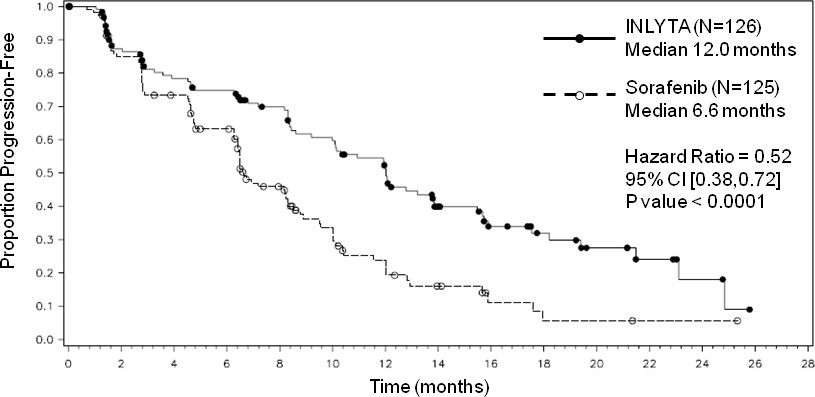 1.0
0.9
0.8
0.7
0.6
0.5
0.4
0.3
0.2
0.1
0.0
Proportion Progression-Free
INLYTA (N=126)
Median 12.0 months
Sorafenib (N=125)
Median 6.6 months
Hazard Ratio = 0.52
95% CI [0.38,0.72]
P value < 0.0001
0 2 4 6 8 10 12 14 16 18 20 22 24 26 28
Time (months)